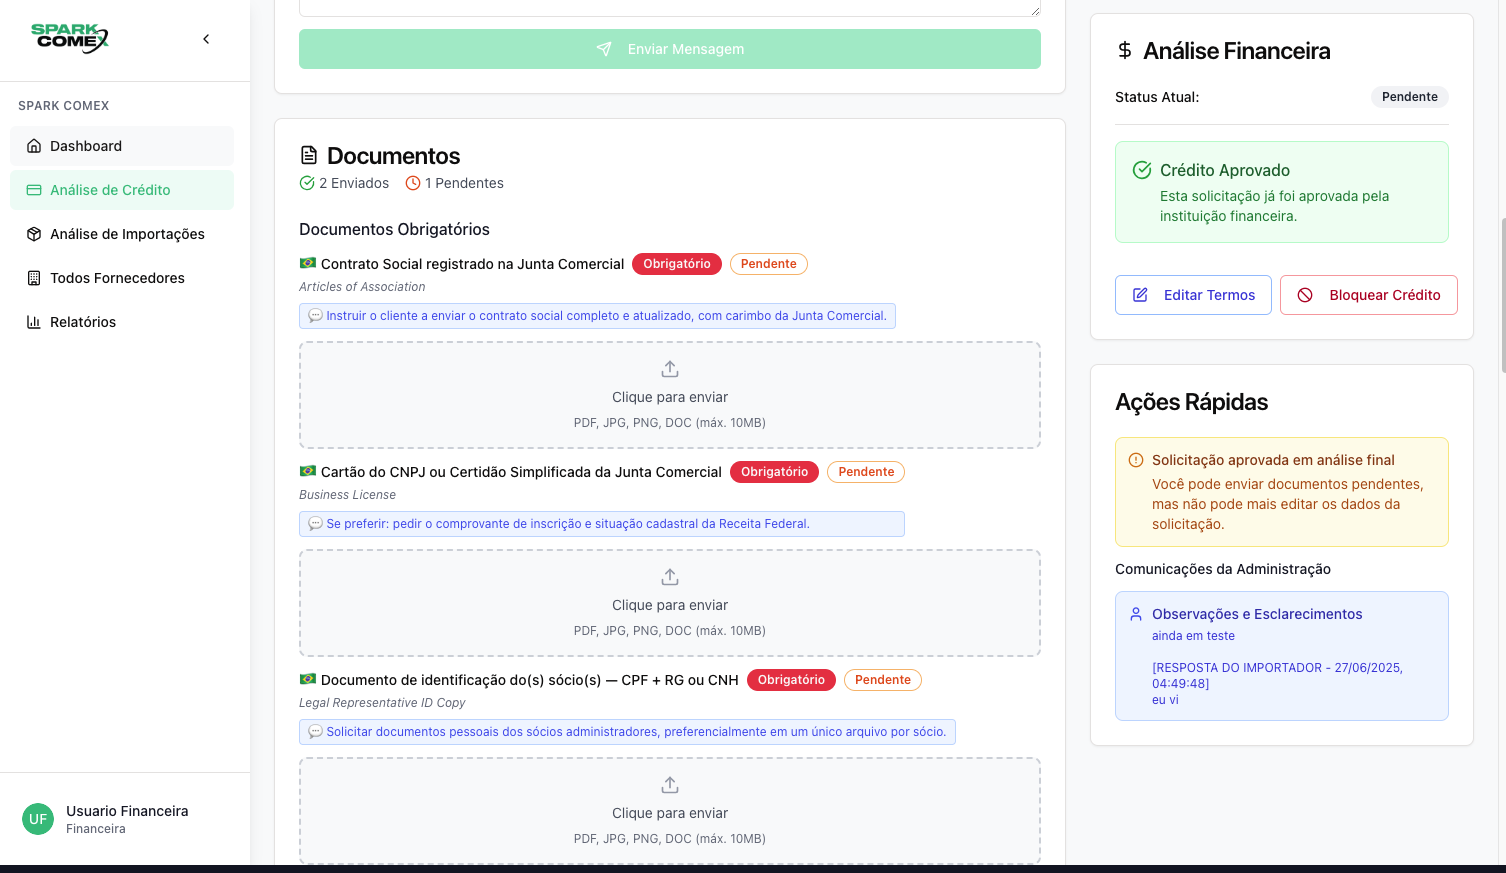 SPARK
COMEX
SPARK COMEX
Dashboard
Análise de Crédito
Análise de Importações
Todos Fornecedores
Relatórios
UF
Usuario Financeira
Financeira
Enviar Mensagem
Documentos
2 Enviados
1 Pendentes
Documentos Obrigatórios
Contrato Social registrado na Junta Comercial Obrigatório Pendente
Articles of Association
Instruir o cliente a enviar o contrato social completo e atualizado, com carimbo da Junta Comercial.
Clique para enviar
PDF, JPG, PNG, DOC (máx. 10MB)
Cartão do CNPJ ou Certidão Simplificada da Junta Comercial Obrigatório Pendente
Business License
Se preferir: pedir o comprovante de inscrição e situação cadastral da Receita Federal.
Clique para enviar
PDF, JPG, PNG, DOC (máx. 10MB)
Documento de identificação do(s) sócio(s) — CPF + RG ou CNH Obrigatório Pendente
Legal Representative ID Copy
Solicitar documentos pessoais dos sócios administradores, preferencialmente em um único arquivo por sócio.
Clique para enviar
PDF, JPG, PNG, DOC (máx. 10MB)
$ Análise Financeira
Status Atual: Pendente
Crédito Aprovado
Esta solicitação já foi aprovada pela
instituição financeira.
Editar Termos
Bloquear Crédito
Ações Rápidas
Solicitação aprovada em análise final
Você pode enviar documentos pendentes,
mas não pode mais editar os dados da
solicitação.
Comunicações da Administração
Observações e Esclarecimentos
ainda em teste
[RESPOSTA DO IMPORTADOR - 27/06/2025,
04:49:48]
eu vi